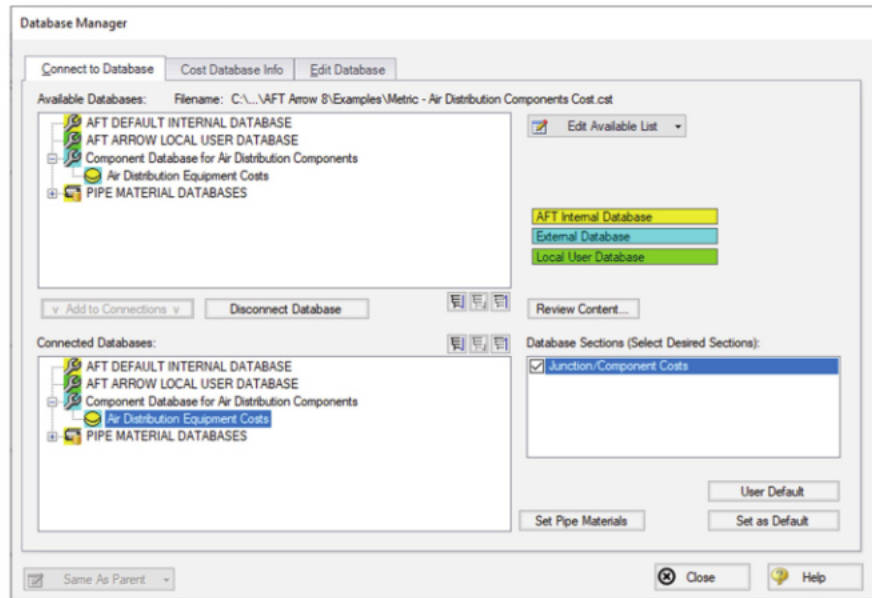 Database Manager
Connect to Database
Cost Database Info
Edit Database
Available Databases: Filename: C:\...\AFT Arrow 8\Examples\Metric - Air Distribution Components Cost.cst
AFT DEFAULT INTERNAL DATABASE
AFT ARROW LOCAL USER DATABASE
Component Database for Air Distribution Components
Air Distribution Equipment Costs
PIPE MATERIAL DATABASES
Edit Available List
AFT Internal Database
External Database
Local User Database
v Add to Connections v
Disconnect Database
Review Content...
Connected Databases:
AFT DEFAULT INTERNAL DATABASE
AFT ARROW LOCAL USER DATABASE
Component Database for Air Distribution Components
Air Distribution Equipment Costs
PIPE MATERIAL DATABASES
Database Sections (Select Desired Sections):
Junction/Component Costs
User Default
Set Pipe Materials
Set as Default
Same As Parent
Close
Help